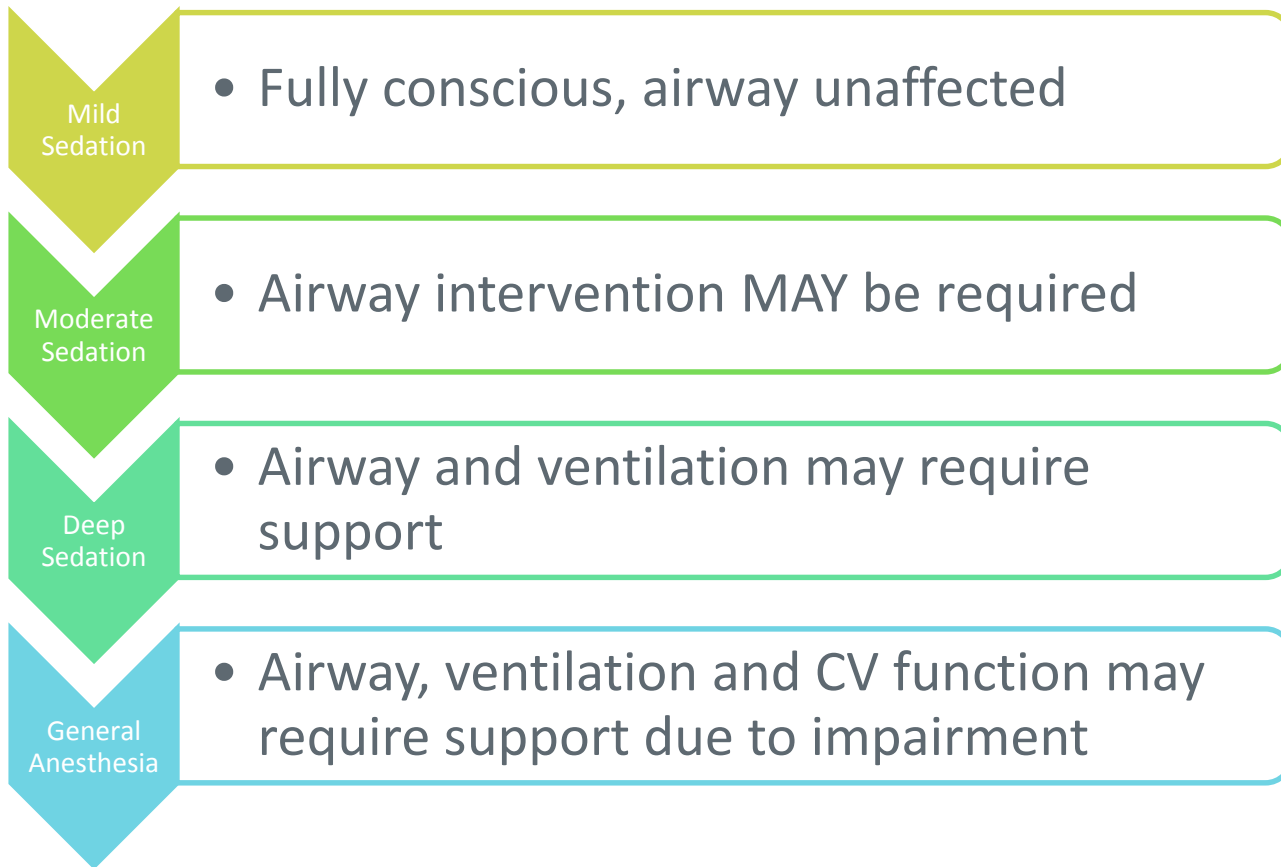 Mild
Sedation
• Fully conscious, airway unaffected
Moderate
Sedation
• Airway intervention MAY be required
Deep
Sedation
• Airway and ventilation may require
support
General
Anesthesia
• Airway, ventilation and CV function may
require support due to impairment